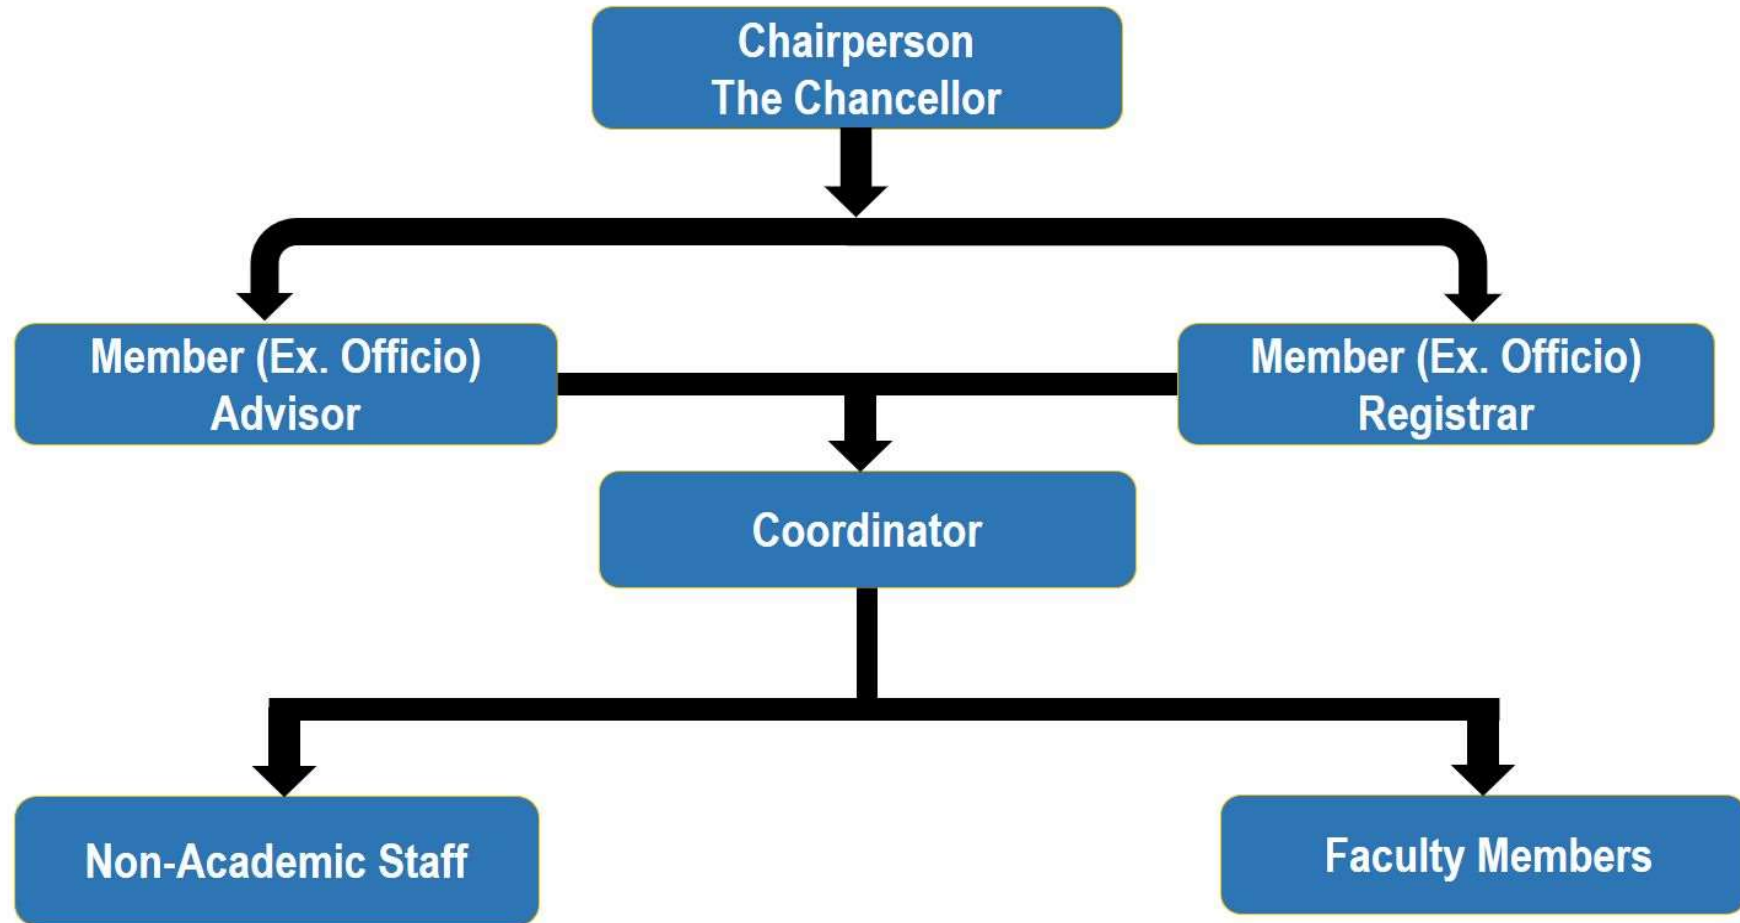 Chairperson
The Chancellor
Member (Ex. Officio)
Advisor
Member (Ex. Officio)
Registrar
Coordinator
Non-Academic Staff
Faculty Members